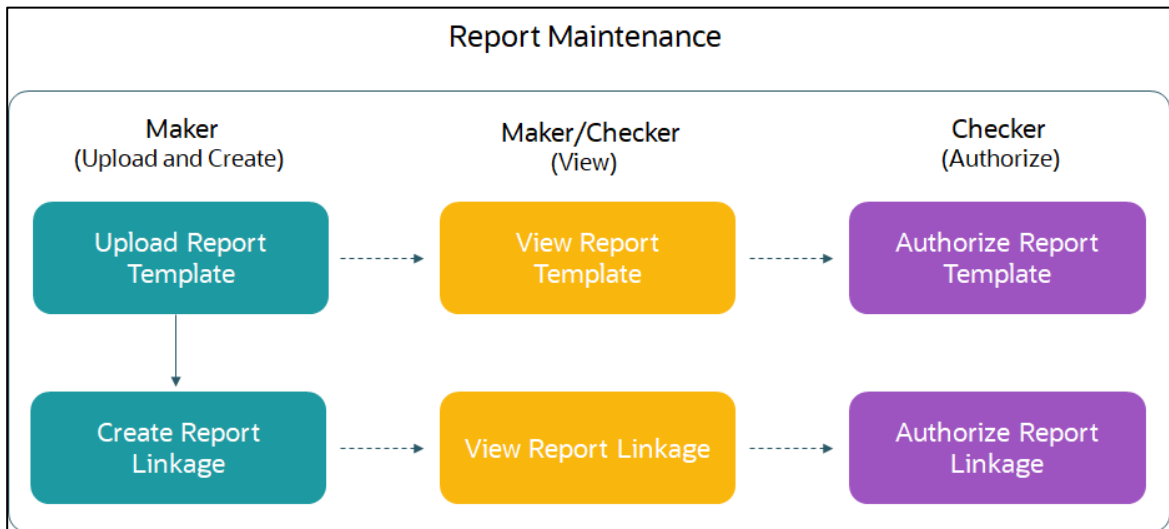 Report Maintenance
Maker
(Upload and Create)
Maker/Checker
(View)
Checker
(Authorize)
Upload Report
Template
View Report
Template
Authorize Report
Template
Create Report
Linkage
View Report Linkage
Authorize Report
Linkage